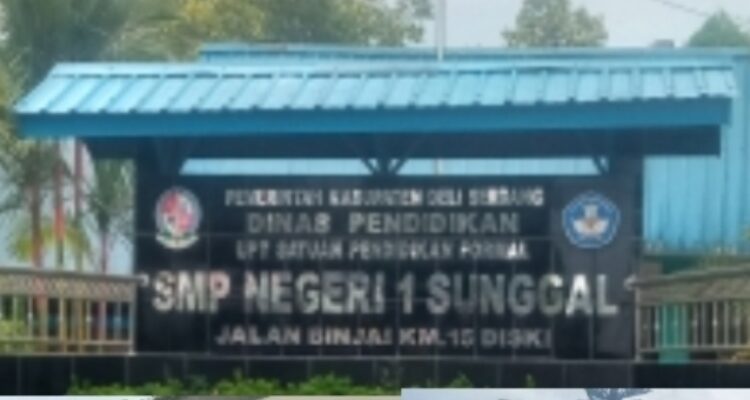 PEMERINTAH KABUPATEN DELI SERDANG
DINAS PENDIDIKAN
UPT SATUAN PENDIDIKAN FORMAL
"SMP NEGERI 1 SUNGGAL"
JALAN BINJAI KM.15 DISKI